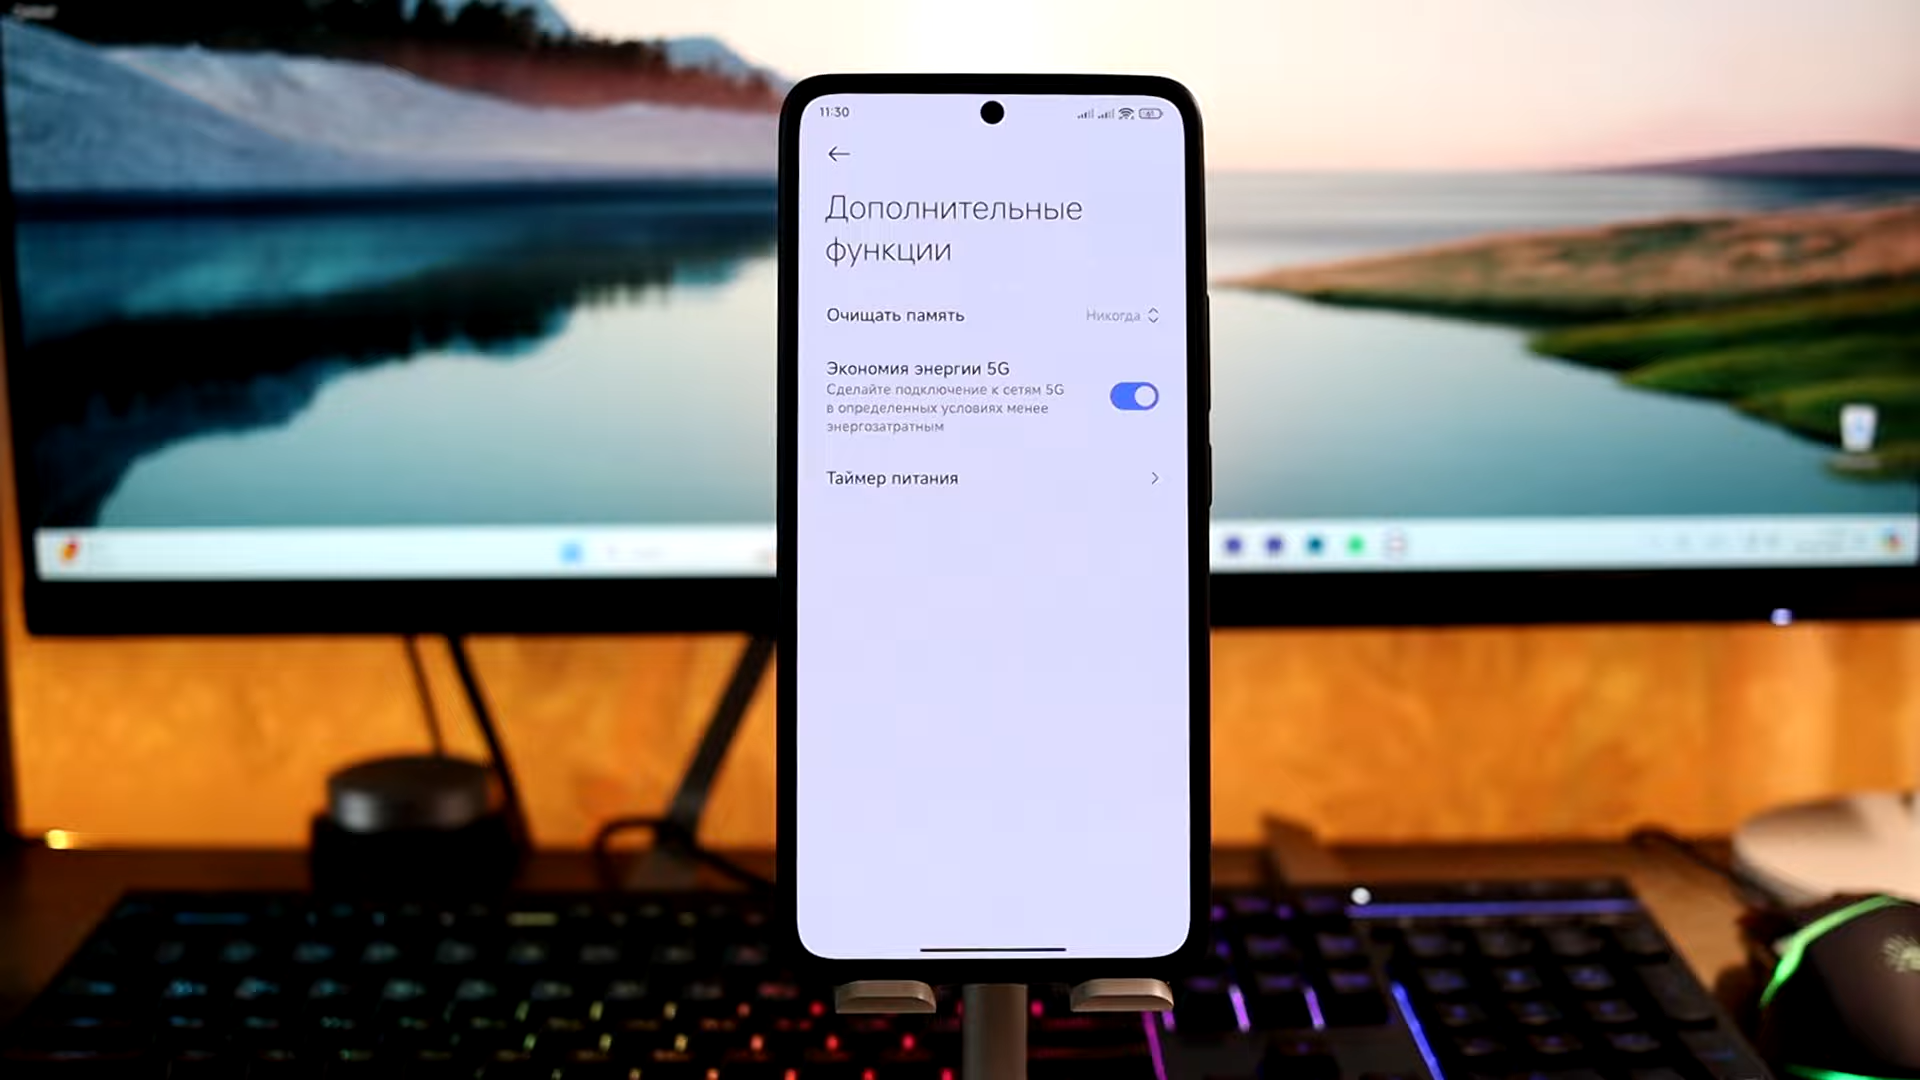 11:30
Дополнительные
функции
Очищать память
Никогда
Экономия энергии 5G
Сделайте подключение к сетям 5G
в определенных условиях менее
энергозатратным
Таймер питания